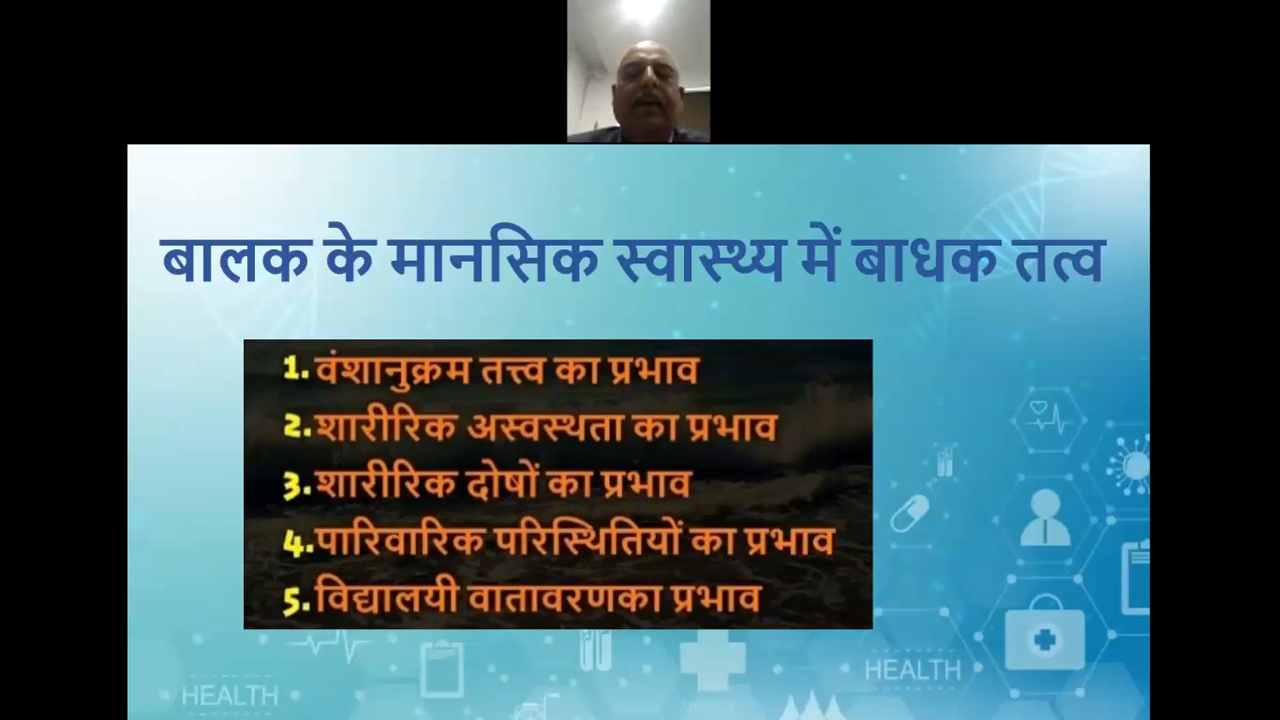 बालक के मानसिक स्वास्थ्य में बाधक तत्व
1. वंशानुक्रम तत्त्व का प्रभाव
2. शारीरिक अस्वस्थता का प्रभाव
3. शारीरिक दोषों का प्रभाव
4. पारिवारिक परिस्थितियों का प्रभाव
5. विद्यालयी वातावरणका प्रभाव
HEALTH
HEALTH